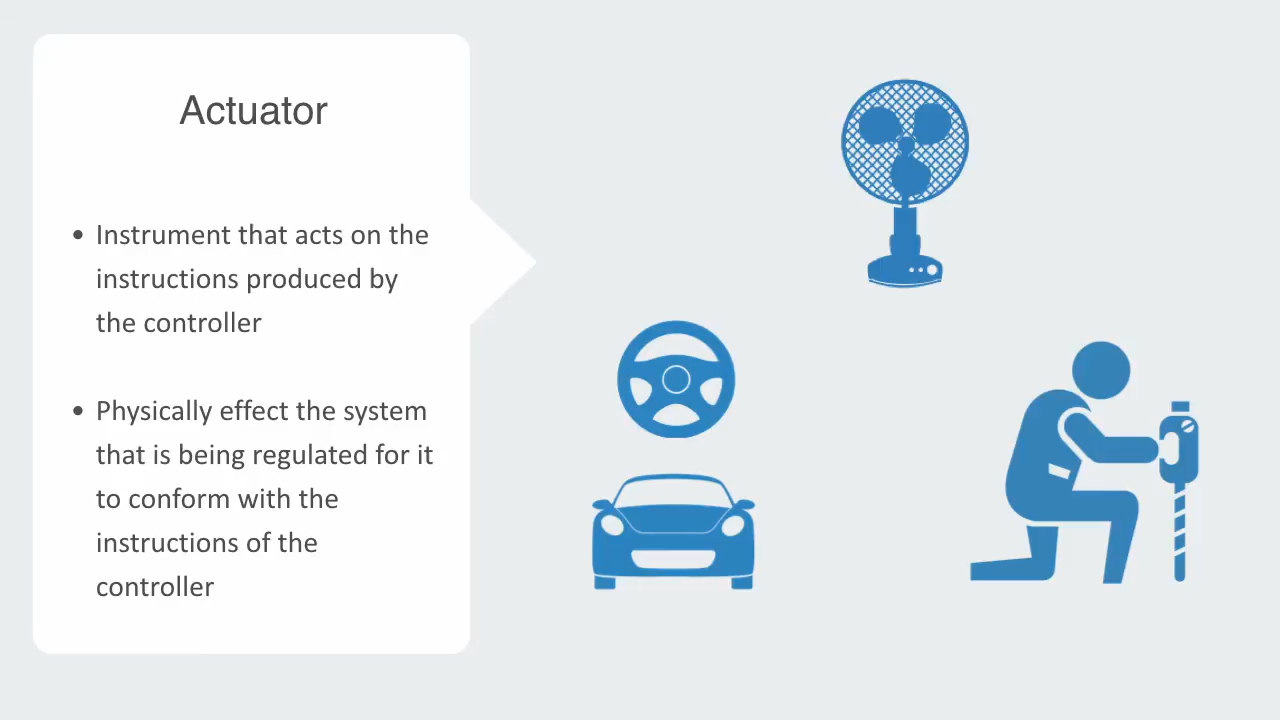 Actuator
• Instrument that acts on the
instructions produced by
the controller
• Physically effect the system
that is being regulated for it
to conform with the
instructions of the
controller